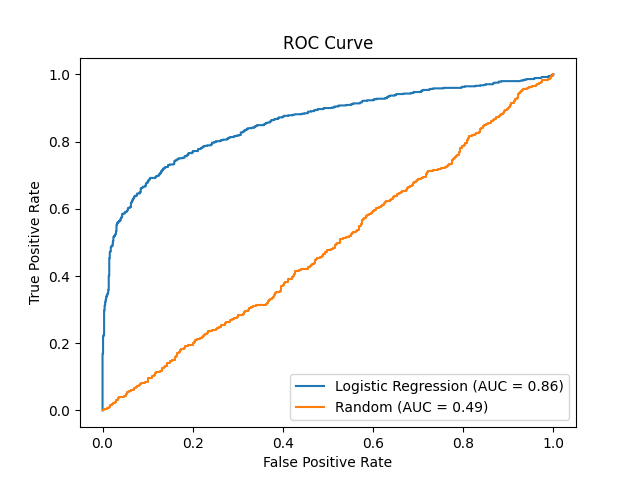 ROC Curve
1.0
0.8
0.6
0.4
0.2
0.0
True Positive Rate
0.0 0.2 0.4 0.6 0.8 1.0
False Positive Rate
Logistic Regression (AUC = 0.86)
Random (AUC = 0.49)